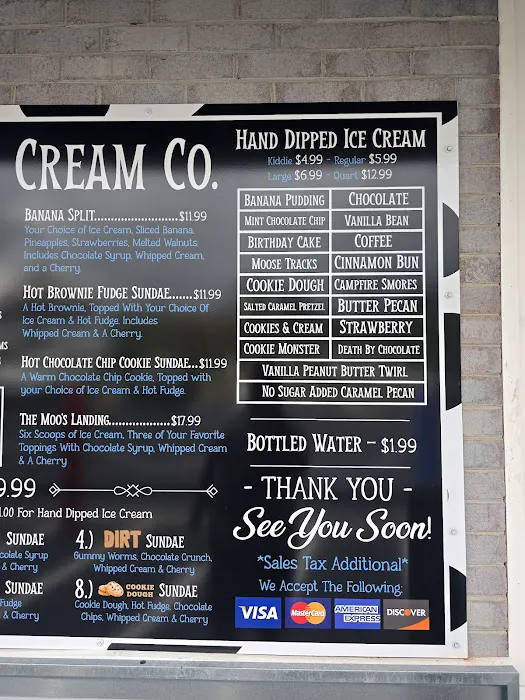 CREAM CO.
BANANA SPLIT......................$11.99
Your Choice of Ice Cream, Sliced Banana,
Pineapples, Strawberries, Melted Walnuts.
Includes Chocolate Syrup, Whipped Cream,
and a Cherry.
HOT BROWNIE FUDGE SUNDAE......$11.99
A Hot Brownie, Topped With Your Choice Of
Ice Cream & Hot Fudge. Includes
Whipped Cream & A Cherry.
HOT CHOCOLATE CHIP COOKIE SUNDAE...$11.99
A Warm Chocolate Chip Cookie, Topped with
your Choice of Ice Cream & Hot Fudge.
THE MOO'S LANDING....................$17.99
Six Scoops of Ice Cream, Three of Your Favorite
Toppings With Chocolate Syrup, Whipped Cream
& A Cherry
9.99
1.00 For Hand Dipped Ice Cream
SUNDAE
Chocolate Syrup
& Cherry
4.) DIRT SUNDAE
Gummy Worms, Chocolate Crunch,
Whipped Cream & Cherry
SUNDAE
Fudge
& Cherry
8.) COOKIE DOUGH SUNDAE
Cookie Dough, Hot Fudge, Chocolate
Chips, Whipped Cream & Cherry
HAND DIPPED ICE CREAM
Kiddie $4.99 - Regular $5.99
Large $6.99 - Quart $12.99
BANANA PUDDING CHOCOLATE
MINT CHOCOLATE CHIP VANILLA BEAN
BIRTHDAY CAKE COFFEE
MOOSE TRACKS CINNAMON BUN
COOKIE DOUGH CAMPFIRE SMORES
SALTED CARAMEL PRETZEL BUTTER PECAN
COOKIES & CREAM STRAWBERRY
COOKIE MONSTER DEATH BY CHOCOLATE
VANILLA PEANUT BUTTER TWIRL
NO SUGAR ADDED CARAMEL PECAN
BOTTLED WATER - $1.99
- THANK YOU -
See You Soon!
*Sales Tax Additional*
We Accept The Following:
VISA MasterCard AMERICAN EXPRESS DISCOVER